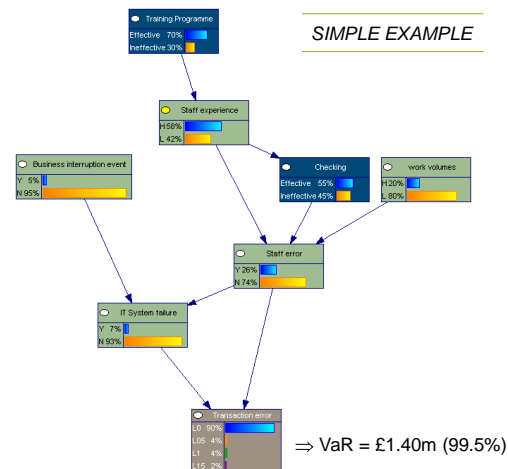 SIMPLE EXAMPLE
Training Programme
Effective 70%
Ineffective 30%
Staff experience
H 58%
L 42%
Business interruption event
Y 5%
N 95%
Checking
Effective 55%
Ineffective 45%
work volumes
H 20%
L 80%
Staff error
Y 26%
N 74%
IT System failure
Y 7%
N 93%
Transaction error
L0 90%
L05 4%
L1 4%
L15 2%
⇒ VaR = £1.40m (99.5%)